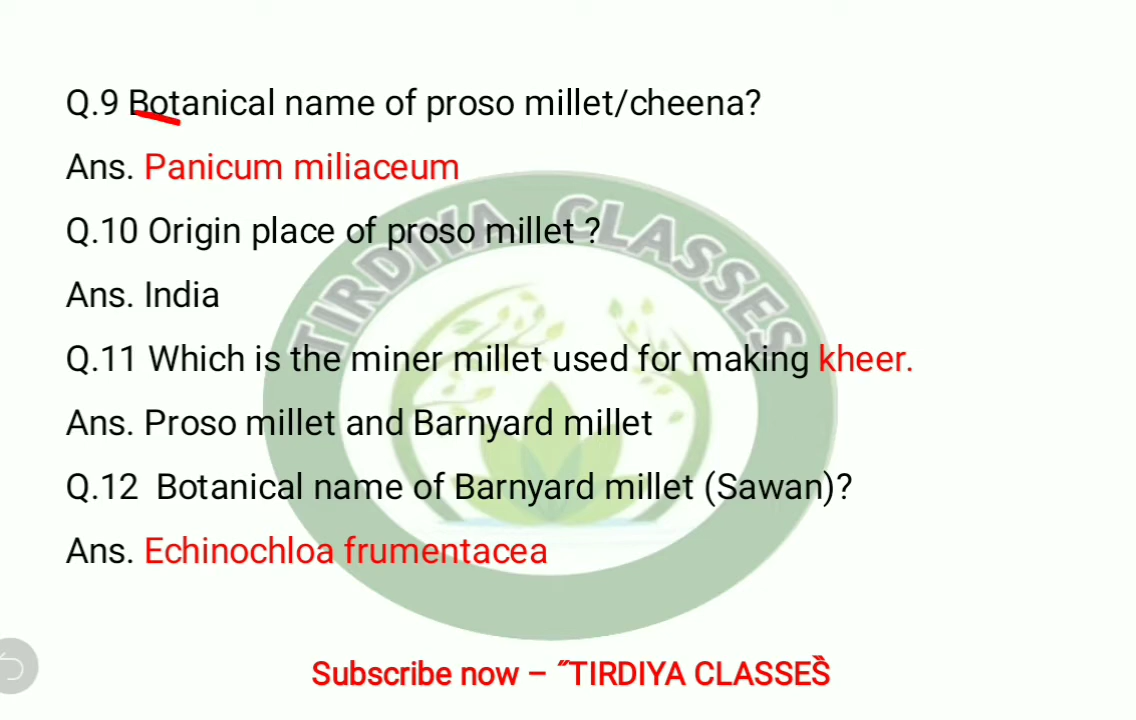 Q.9 Botanical name of proso millet/cheena?
Ans. Panicum miliaceum
TIRDIYA CLASSES
Q.10 Origin place of proso millet ?
Ans. India
Q.11 Which is the miner millet used for making kheer.
Ans. Proso millet and Barnyard millet
Q.12 Botanical name of Barnyard millet (Sawan)?
Ans. Echinochloa frumentacea
Subscribe now – ˝TIRDIYA CLASSES̏